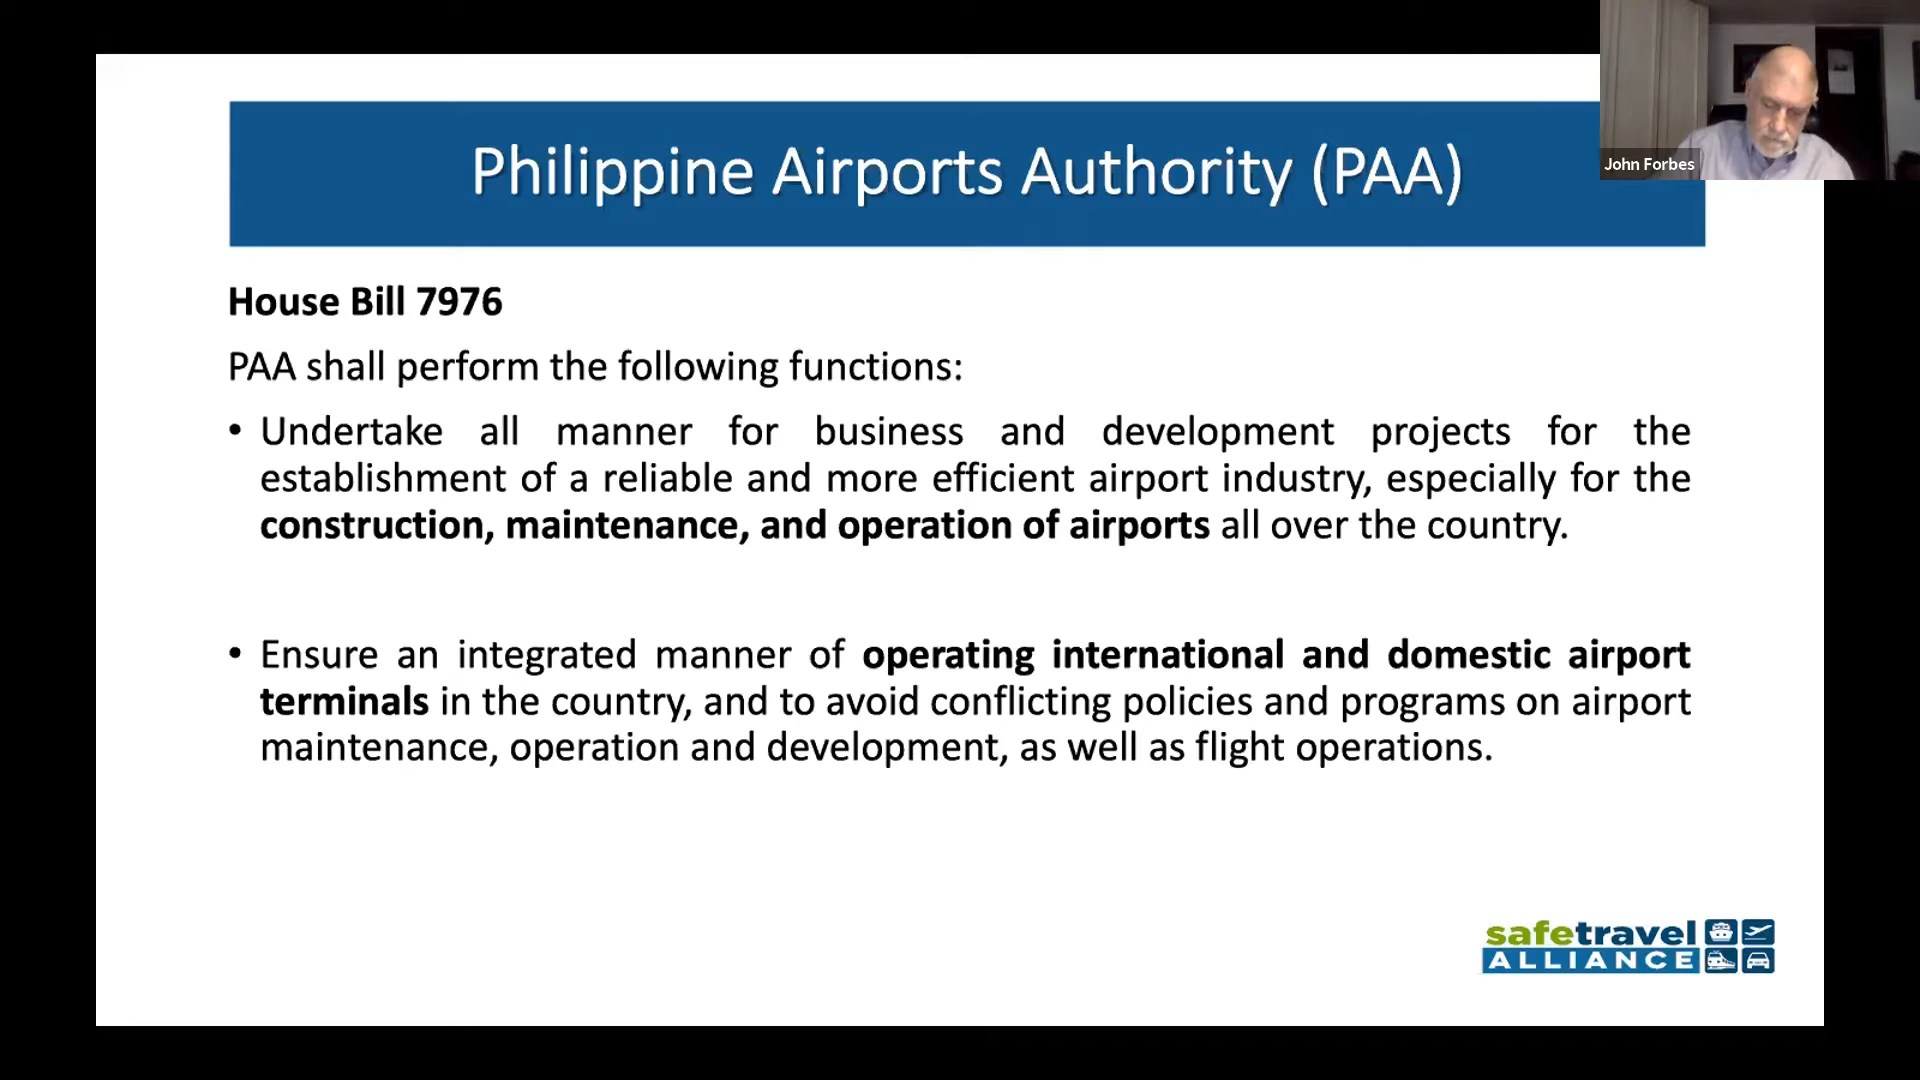 Philippine Airports Authority (PAA)
John Forbes
House Bill 7976
PAA shall perform the following functions:
• Undertake all manner for business and development projects for the
establishment of a reliable and more efficient airport industry, especially for the
construction, maintenance, and operation of airports all over the country.
• Ensure an integrated manner of operating international and domestic airport
terminals in the country, and to avoid conflicting policies and programs on airport
maintenance, operation and development, as well as flight operations.
safetravel
ALLIANCE